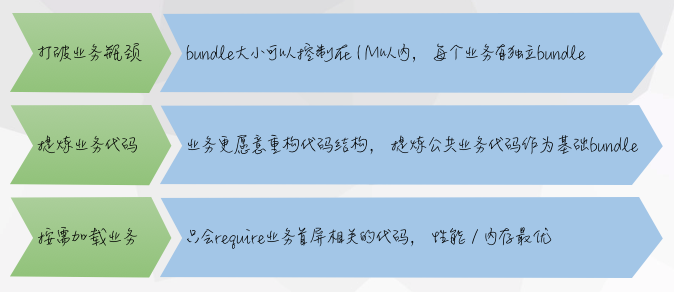 打破业务瓶颈
bundle大小可以控制在1M以内，每个业务有独立bundle
提炼业务代码
业务更愿意重构代码结构，提炼公共业务代码作为基础bundle
按需加载业务
只会require业务首屏相关的代码，性能/内存最优